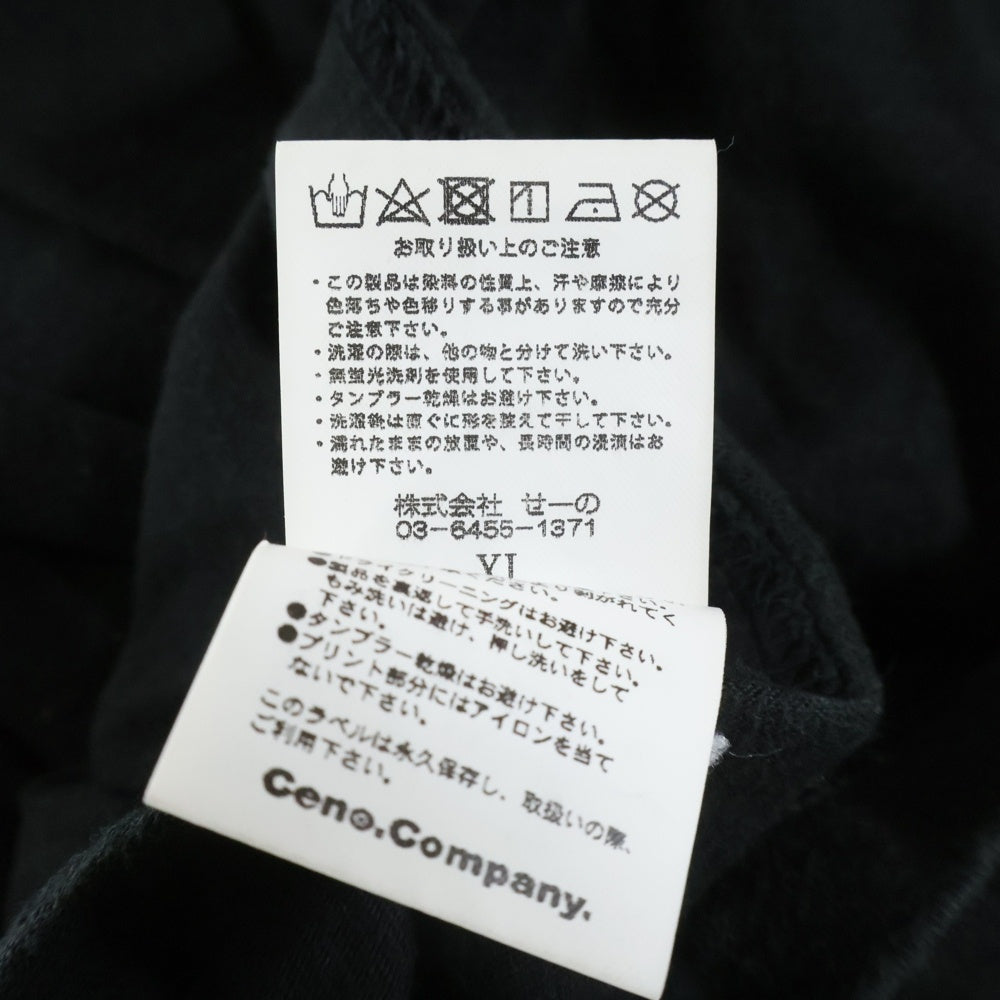 お取り扱い上のご注意
・この製品は染料の性質上、汗や摩擦により
色落ちや色移りする事がありますので充分
ご注意下さい。
・洗濯の際は、他の物と分けて洗い下さい。
・無蛍光洗剤を使用して下さい。
・タンブラー乾燥はお避け下さい。
・洗濯後は直ぐに形を整えて干して下さい。
・濡れたままの放置や、長時間の浸漬はお
避け下さい。
株式会社 せーの
03-6455-1371
ください。
剥がれてく
●ドライクリーニングはお避け下さい。
●製品を裏返して手洗いして下さい。
もみ洗いは避け、押し洗いをして
下さい。
●タンブラー乾燥はお避け下さい。
●プリント部分にはアイロンを当て
ないで下さい。
このラベルは永久保存し、取扱いの際、
ご利用下さい。
Ceno.Company.